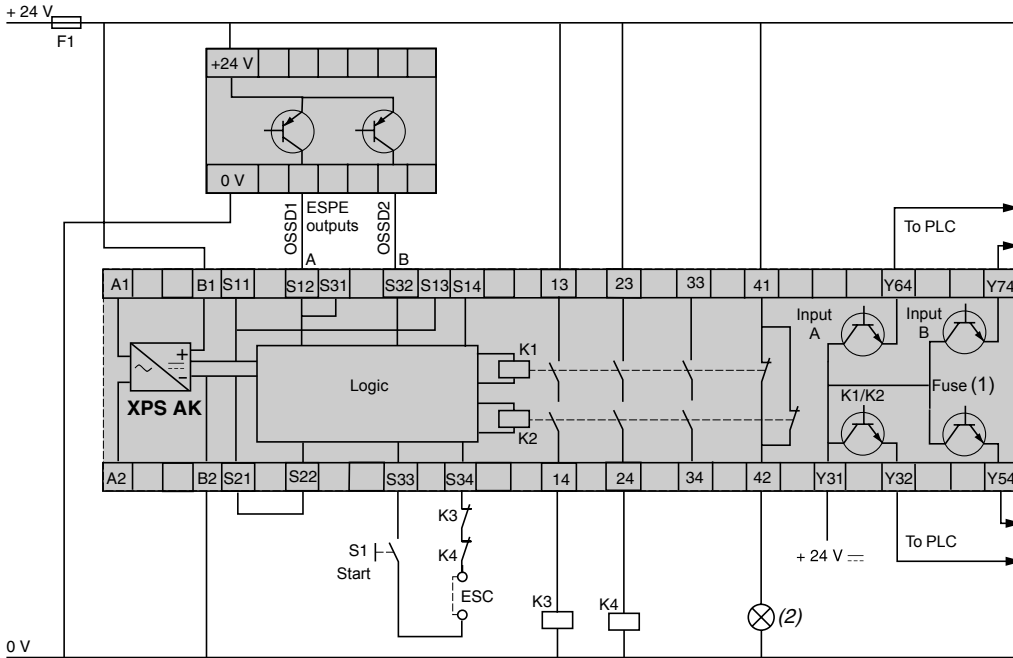 + 24 V
F1
+24 V
0 V
OSSD1
ESPE
outputs
OSSD2
A
B
To PLC
A1
B1
S11
S12
S31
S32
S13
S14
13
23
33
41
Y64
Y74
Input
A
Input
B
K1
Logic
XPS AK
K2
K1/K2
Fuse (1)
A2
B2
S21
S22
S33
S34
14
24
34
42
Y31
Y32
Y54
K3
S1
Start
K4
ESC
K3
K4
(2)
+ 24 V
To PLC
0 V